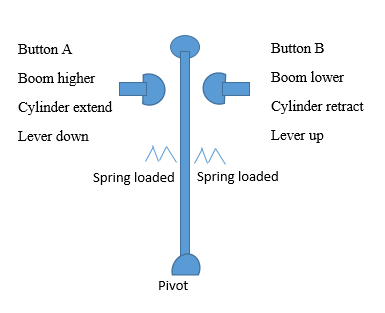 Button A
Boom higher
Cylinder extend
Lever down
Button B
Boom lower
Cylinder retract
Lever up
Spring loaded
Spring loaded
Pivot